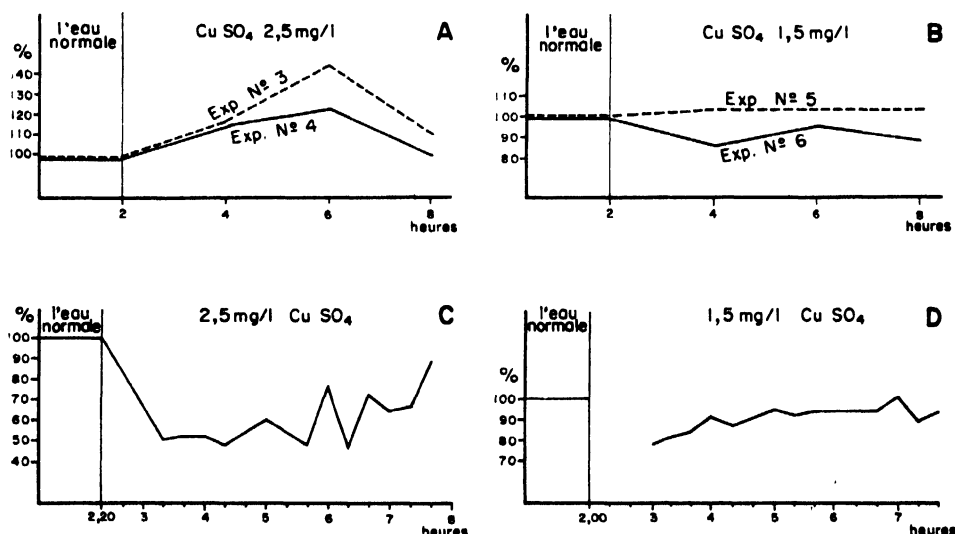 l'eau
normale
Cu SO₄ 2,5 mg/l
A
%
140
130
120
110
100
Exp Nº 3
Exp. Nº 4
2
4
6
8
heures
l'eau
normale
Cu SO₄ 1,5 mg/l
B
%
110
100
90
80
Exp Nº 5
Exp. Nº 6
2
4
6
8
heures
l'eau
normale
2,5 mg/l Cu SO₄
C
%
100
90
80
70
60
50
40
2,20
3
4
5
6
7
8
heures
l'eau
normale
1,5 mg/l Cu SO₄
D
%
100
90
80
70
2,00
3
4
5
6
7
heures